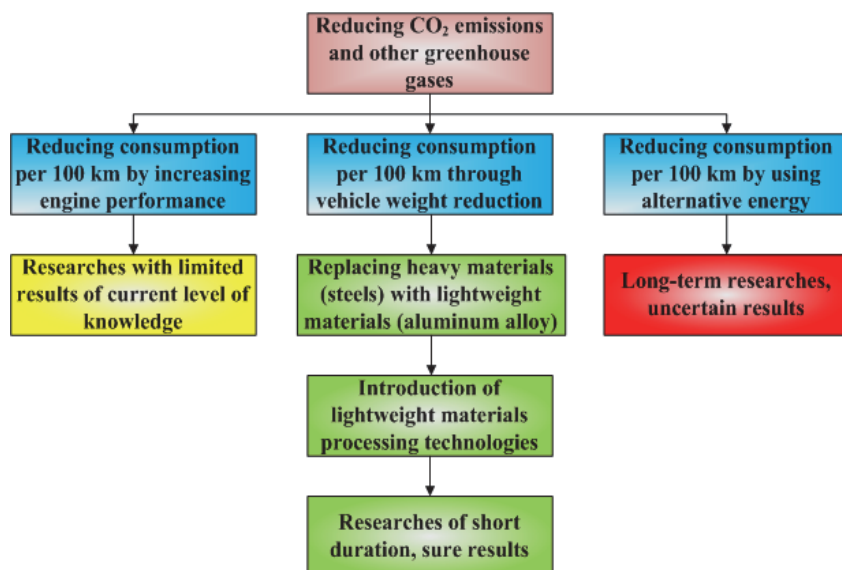 Reducing CO₂ emissions
and other greenhouse
gases
Reducing consumption
per 100 km by increasing
engine performance
Reducing consumption
per 100 km through
vehicle weight reduction
Reducing consumption
per 100 km by using
alternative energy
Researches with limited
results of current level of
knowledge
Replacing heavy materials
(steels) with lightweight
materials (aluminum alloy)
Long-term researches,
uncertain results
Introduction of
lightweight materials
processing technologies
Researches of short
duration, sure results